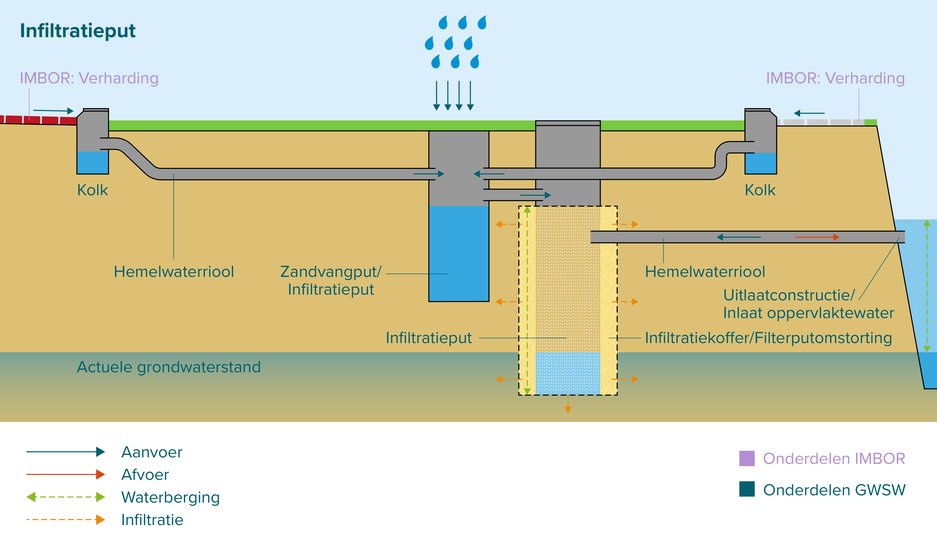 Infiltratieput
IMBOR: Verharding
IMBOR: Verharding
Kolk
Kolk
Hemelwaterriool
Zandvangput/
Infiltratieput
Hemelwaterriool
Uitlaatconstructie/
Inlaat oppervlaktewater
Infiltratieput
Infiltratiekoffer/Filterputomstorting
Actuele grondwaterstand
Aanvoer
Afvoer
Waterberging
Infiltratie
Onderdelen IMBOR
Onderdelen GWSW